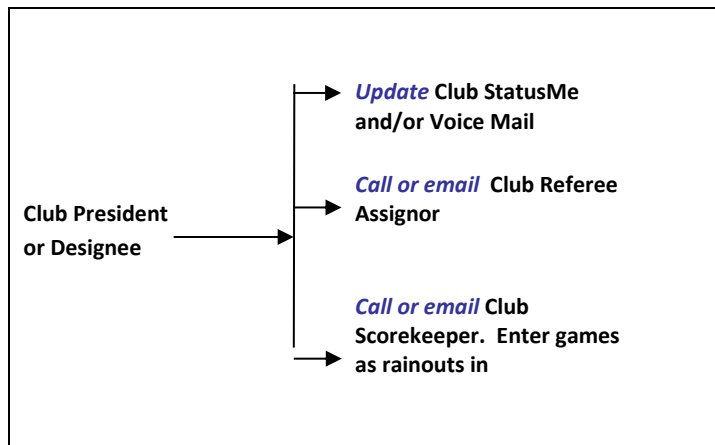 Update Club StatusMe
and/or Voice Mail
Call or email Club Referee
Assignor
Club President
or Designee
Call or email Club
Scorekeeper. Enter games
as rainouts in